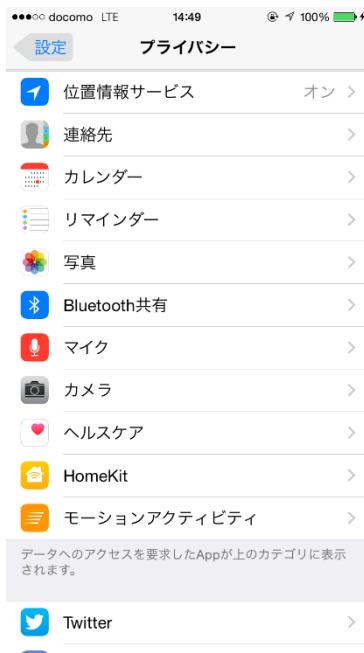 docomo LTE 14:49 100%
設定 プライバシー
位置情報サービス オン
連絡先
カレンダー
リマインダー
写真
Bluetooth共有
マイク
カメラ
ヘルスケア
HomeKit
モーションアクティビティ
データへのアクセスを要求したAppが上のカテゴリに表示
されます。
Twitter